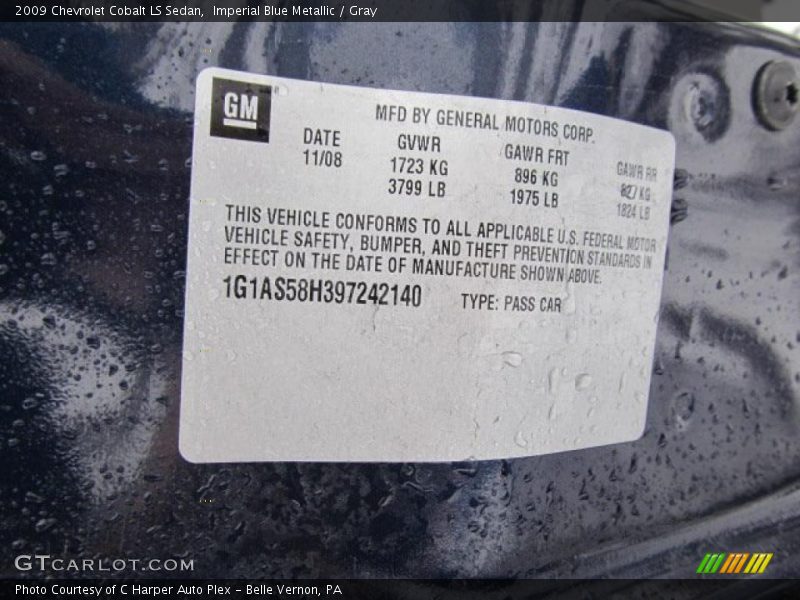 2009 Chevrolet Cobalt LS Sedan, Imperial Blue Metallic / Gray
GM
MFD BY GENERAL MOTORS CORP.
DATE GVWR GAWR FRT GAWR RR
11/08 1723 KG 896 KG 827 KG
3799 LB 1975 LB 1824 LB
THIS VEHICLE CONFORMS TO ALL APPLICABLE U.S. FEDERAL MOTOR
VEHICLE SAFETY, BUMPER, AND THEFT PREVENTION STANDARDS IN
EFFECT ON THE DATE OF MANUFACTURE SHOWN ABOVE.
1G1AS58H397242140 TYPE: PASS CAR
GTCARLOT.COM
Photo Courtesy of C Harper Auto Plex - Belle Vernon, PA